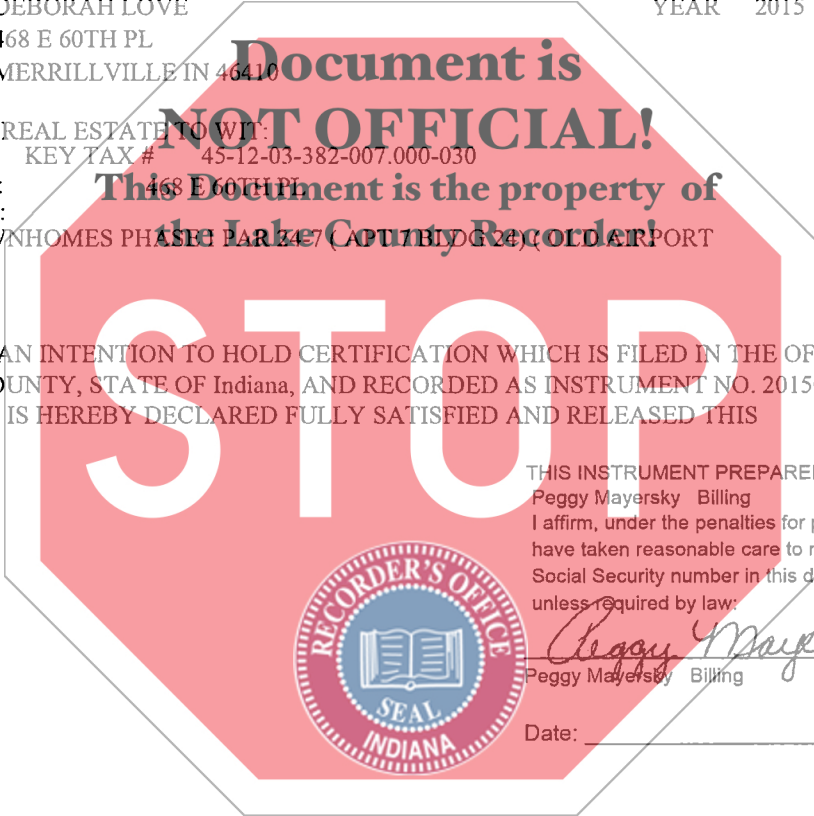 DEBORAH LOVE YEAR 2015
468 E 60TH PL
MERRILLVILLE IN 46410
Document is
NOT OFFICIAL!
REAL ESTATE TO WIT:
KEY TAX # 45-12-03-382-007.000-030
This Document is the property of
: 468 E 60TH PL
:
the Lake County Recorder!
NHOMES PHASE I PAR 24-7 ( APT 7 BLDG 24) ( OLD AIRPORT
STOP
AN INTENTION TO HOLD CERTIFICATION WHICH IS FILED IN THE OF
OUNTY, STATE OF Indiana, AND RECORDED AS INSTRUMENT NO. 2015
IS HEREBY DECLARED FULLY SATISFIED AND RELEASED THIS
THIS INSTRUMENT PREPARED
Peggy Mayersky Billing
I affirm, under the penalties for p
have taken reasonable care to r
Social Security number in this d
unless required by law:
Peggy Maye
Peggy Mayersky Billing
Date:
RECORDER'S OFFICE
SEAL
INDIANA